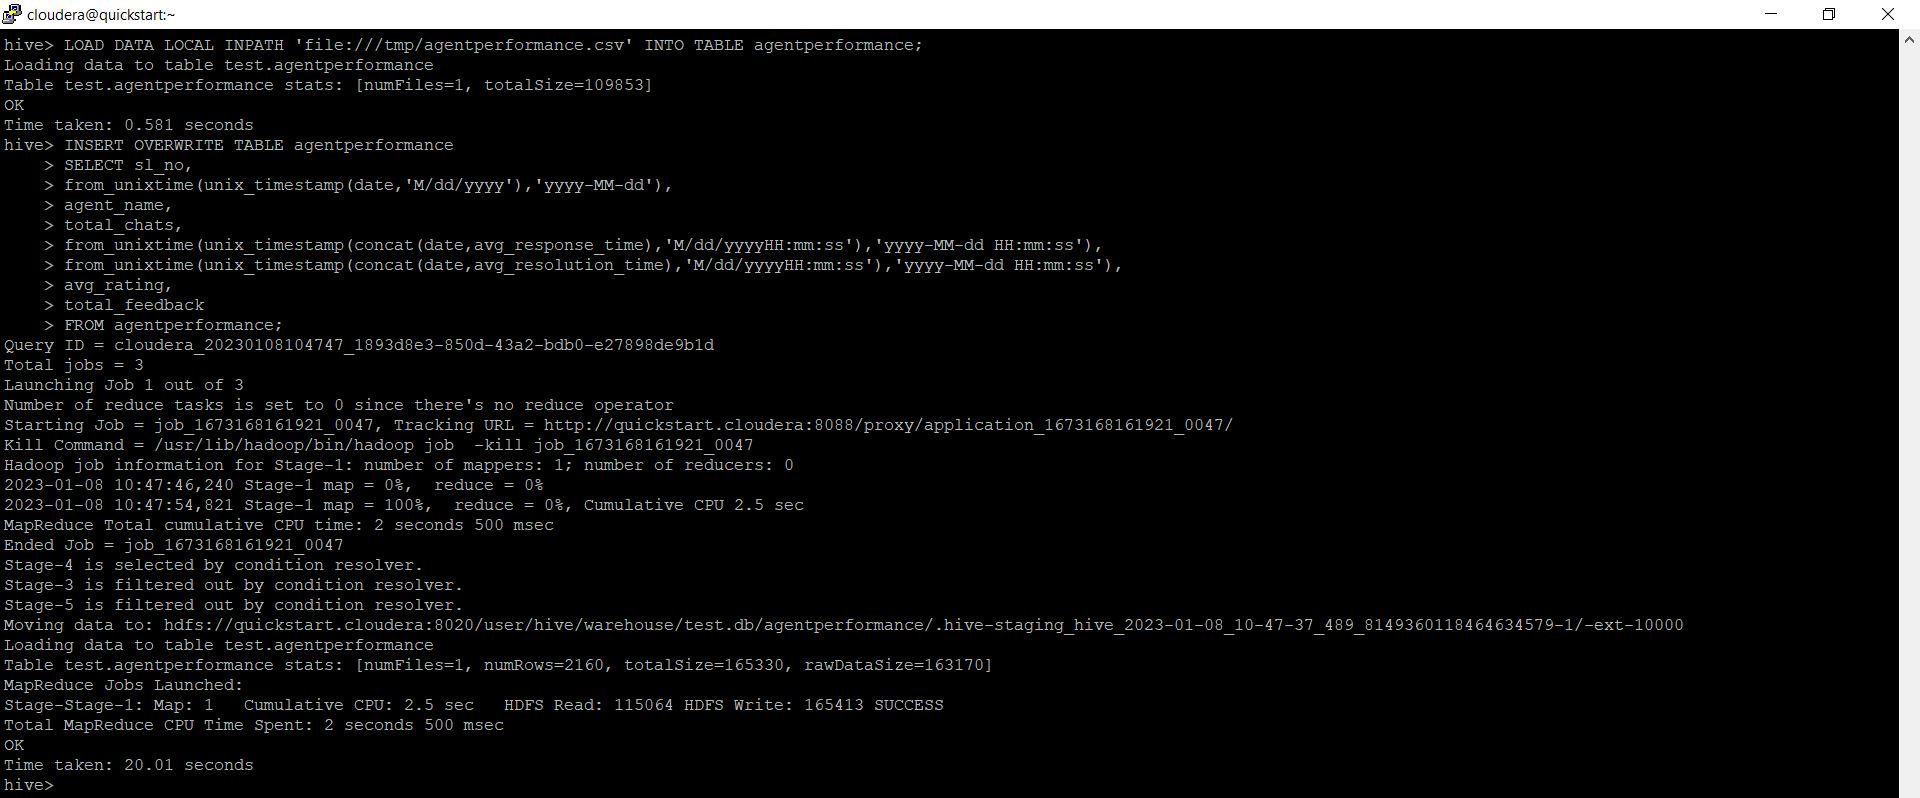 cloudera@quickstart:~
hive> LOAD DATA LOCAL INPATH 'file:///tmp/agentperformance.csv' INTO TABLE agentperformance;
Loading data to table test.agentperformance
Table test.agentperformance stats: [numFiles=1, totalSize=109853]
OK
Time taken: 0.581 seconds
hive> INSERT OVERWRITE TABLE agentperformance
    > SELECT sl_no,
    > from_unixtime(unix_timestamp(date,'M/dd/yyyy'),'yyyy-MM-dd'),
    > agent_name,
    > total_chats,
    > from_unixtime(unix_timestamp(concat(date,avg_response_time),'M/dd/yyyyHH:mm:ss'),'yyyy-MM-dd HH:mm:ss'),
    > from_unixtime(unix_timestamp(concat(date,avg_resolution_time),'M/dd/yyyyHH:mm:ss'),'yyyy-MM-dd HH:mm:ss'),
    > avg_rating,
    > total_feedback
    > FROM agentperformance;
Query ID = cloudera_20230108104747_1893d8e3-850d-43a2-bdb0-e27898de9b1d
Total jobs = 3
Launching Job 1 out of 3
Number of reduce tasks is set to 0 since there's no reduce operator
Starting Job = job_1673168161921_0047, Tracking URL = http://quickstart.cloudera:8088/proxy/application_1673168161921_0047/
Kill Command = /usr/lib/hadoop/bin/hadoop job  -kill job_1673168161921_0047
Hadoop job information for Stage-1: number of mappers: 1; number of reducers: 0
2023-01-08 10:47:46,240 Stage-1 map = 0%,  reduce = 0%
2023-01-08 10:47:54,821 Stage-1 map = 100%,  reduce = 0%, Cumulative CPU 2.5 sec
MapReduce Total cumulative CPU time: 2 seconds 500 msec
Ended Job = job_1673168161921_0047
Stage-4 is selected by condition resolver.
Stage-3 is filtered out by condition resolver.
Stage-5 is filtered out by condition resolver.
Moving data to: hdfs://quickstart.cloudera:8020/user/hive/warehouse/test.db/agentperformance/.hive-staging_hive_2023-01-08_10-47-37_489_8149360118464634579-1/-ext-10000
Loading data to table test.agentperformance
Table test.agentperformance stats: [numFiles=1, numRows=2160, totalSize=165330, rawDataSize=163170]
MapReduce Jobs Launched:
Stage-Stage-1: Map: 1   Cumulative CPU: 2.5 sec   HDFS Read: 115064 HDFS Write: 165413 SUCCESS
Total MapReduce CPU Time Spent: 2 seconds 500 msec
OK
Time taken: 20.01 seconds
hive>